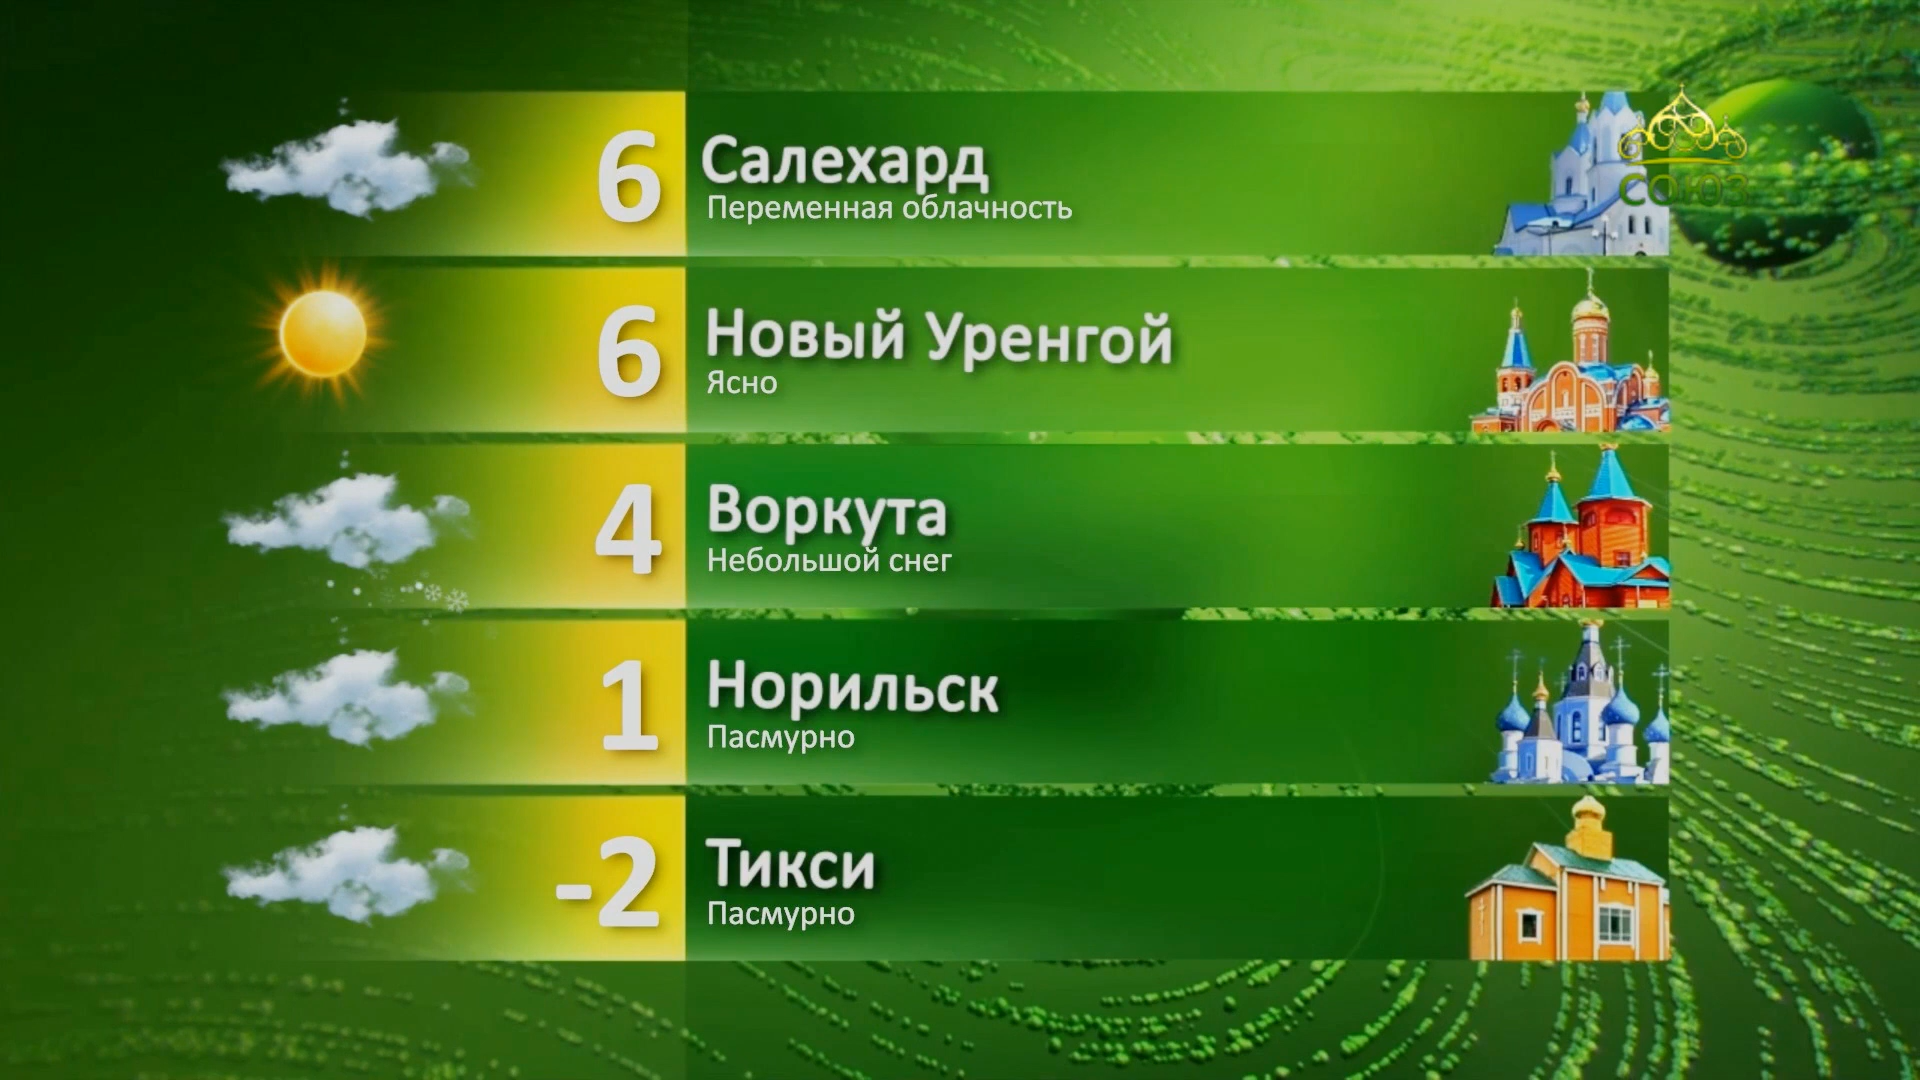 6
Салехард
Переменная облачность
СОЮЗ
6
Новый Уренгой
Ясно
4
Воркута
Небольшой снег
1
Норильск
Пасмурно
-2
Тикси
Пасмурно